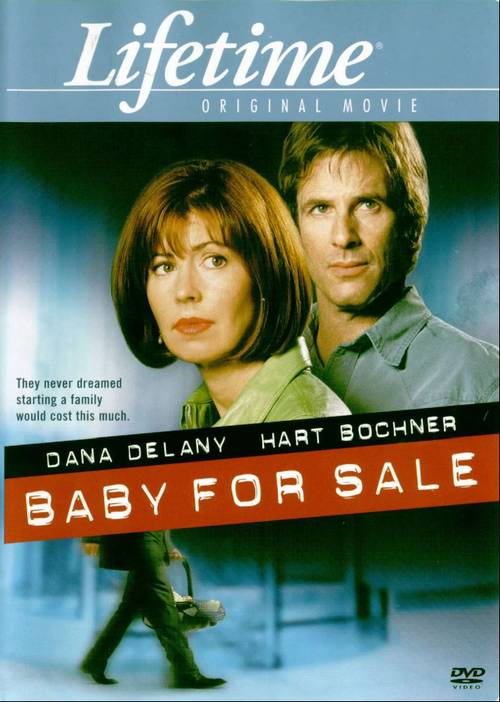 Lifetime®
ORIGINAL MOVIE
They never dreamed
starting a family
would cost this much.
DANA DELANY HART BOCHNER
BABY FOR SALE
DVD
VIDEO